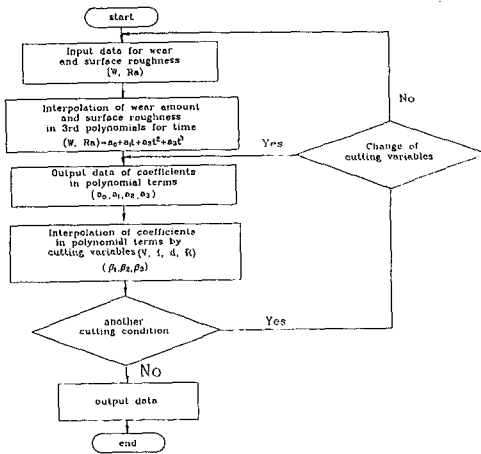 start
Input data for wear
and surface roughness
(W, Ra)
Interpolation of wear amount
and surface roughness
in 3rd polynomials for time
(W, Ra)=a₀+a₁t+a₂t²+a₃t³
Output data of coefficients
in polynomial terms
(a₀,a₁,a₂,a₃)
Interpolation of coefficients
in polynomidl terms by
cutting variables(V, f, d, R)
(β₁,β₂,β₃)
another
cutting condition
No
output data
end
Yes
Yes
Change of
cutting variables
No